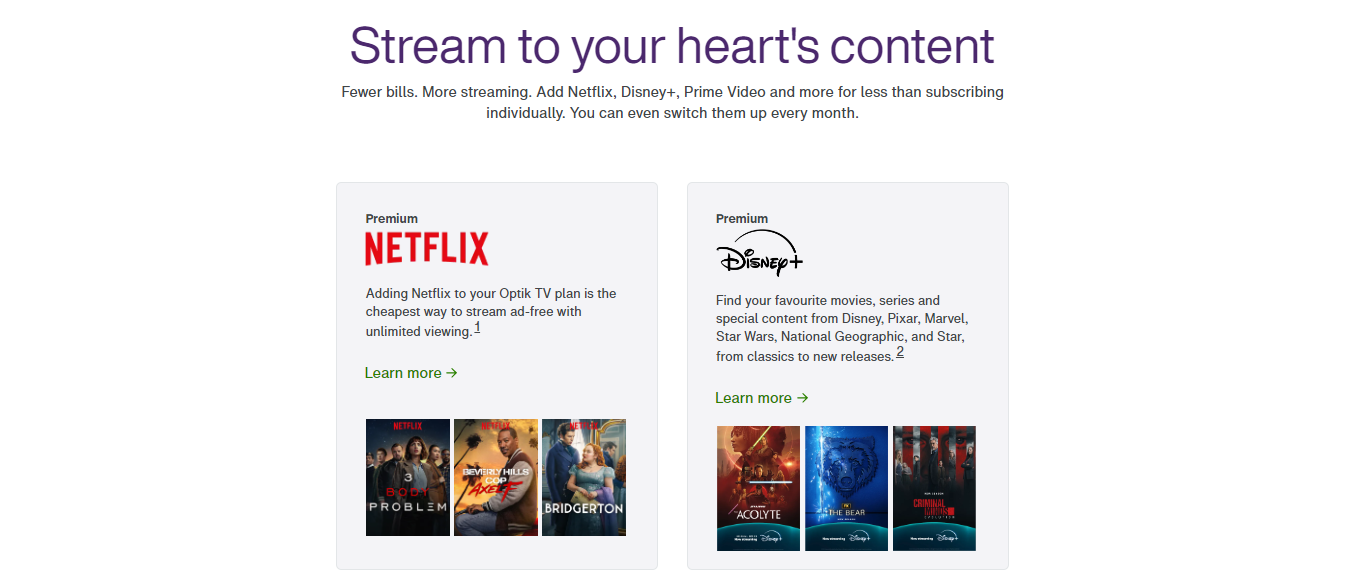 Stream to your heart's content
Fewer bills. More streaming. Add Netflix, Disney+, Prime Video and more for less than subscribing
individually. You can even switch them up every month.
Premium
NETFLIX
Adding Netflix to your Optik TV plan is the
cheapest way to stream ad-free with
unlimited viewing.1
Learn more →
NETFLIX
3
BODY
PROBLEM
NETFLIX
BEVERLY HILLS
COP
AXEL F
NETFLIX
BRIDGERTON
Premium
Disney+
Find your favourite movies, series and
special content from Disney, Pixar, Marvel,
Star Wars, National Geographic, and Star,
from classics to new releases.2
Learn more →
ACOLYTE
Now streaming Disney+
FX
THE BEAR
Now streaming Disney+
NEW SEASON
CRIMINAL
MINDS
EVOLUTION
Now streaming Disney+